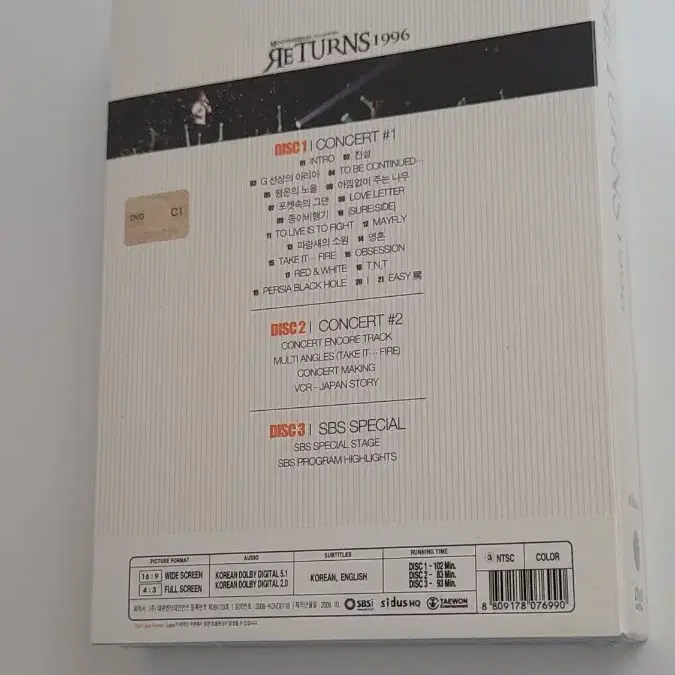 RETURNS 1996
DISC 1 | CONCERT #1
01 INTRO 02 전설
03 G 선상의 아리아 04 TO BE CONTINUED…
05 평온의 노을 06 아낌없이 주는 나무
07 포켓속의 그댄 08 LOVE LETTER
09 종이비행기 10 [SURE:SIDE]
11 TO LIVE IS TO FIGHT 12 MAYFLY
13 파랑새의 소원 14 영혼
15 TAKE IT… FIRE 16 OBSESSION
17 RED & WHITE 18 T.N.T
19 PERSIA BLACK HOLE 20 I 21 EASY 罵
DVD C1
DISC 2 | CONCERT #2
CONCERT ENCORE TRACK
MULTI ANGLES (TAKE IT… FIRE)
CONCERT MAKING
VCR - JAPAN STORY
DISC 3 | SBS SPECIAL
SBS SPECIAL STAGE
SBS PROGRAM HIGHLIGHTS
PICTURE FORMAT AUDIO SUBTITLES RUNNING TIME
16:9 WIDE SCREEN
4:3 FULL SCREEN
KOREAN DOLBY DIGITAL 5.1
KOREAN DOLBY DIGITAL 2.0
KOREAN, ENGLISH
DISC 1 - 102 Min.
DISC 2 - 83 Min.
DISC 3 - 93 Min.
NTSC COLOR
SBSi sidusHQ TAEWON Entertainment
8 809178 076990